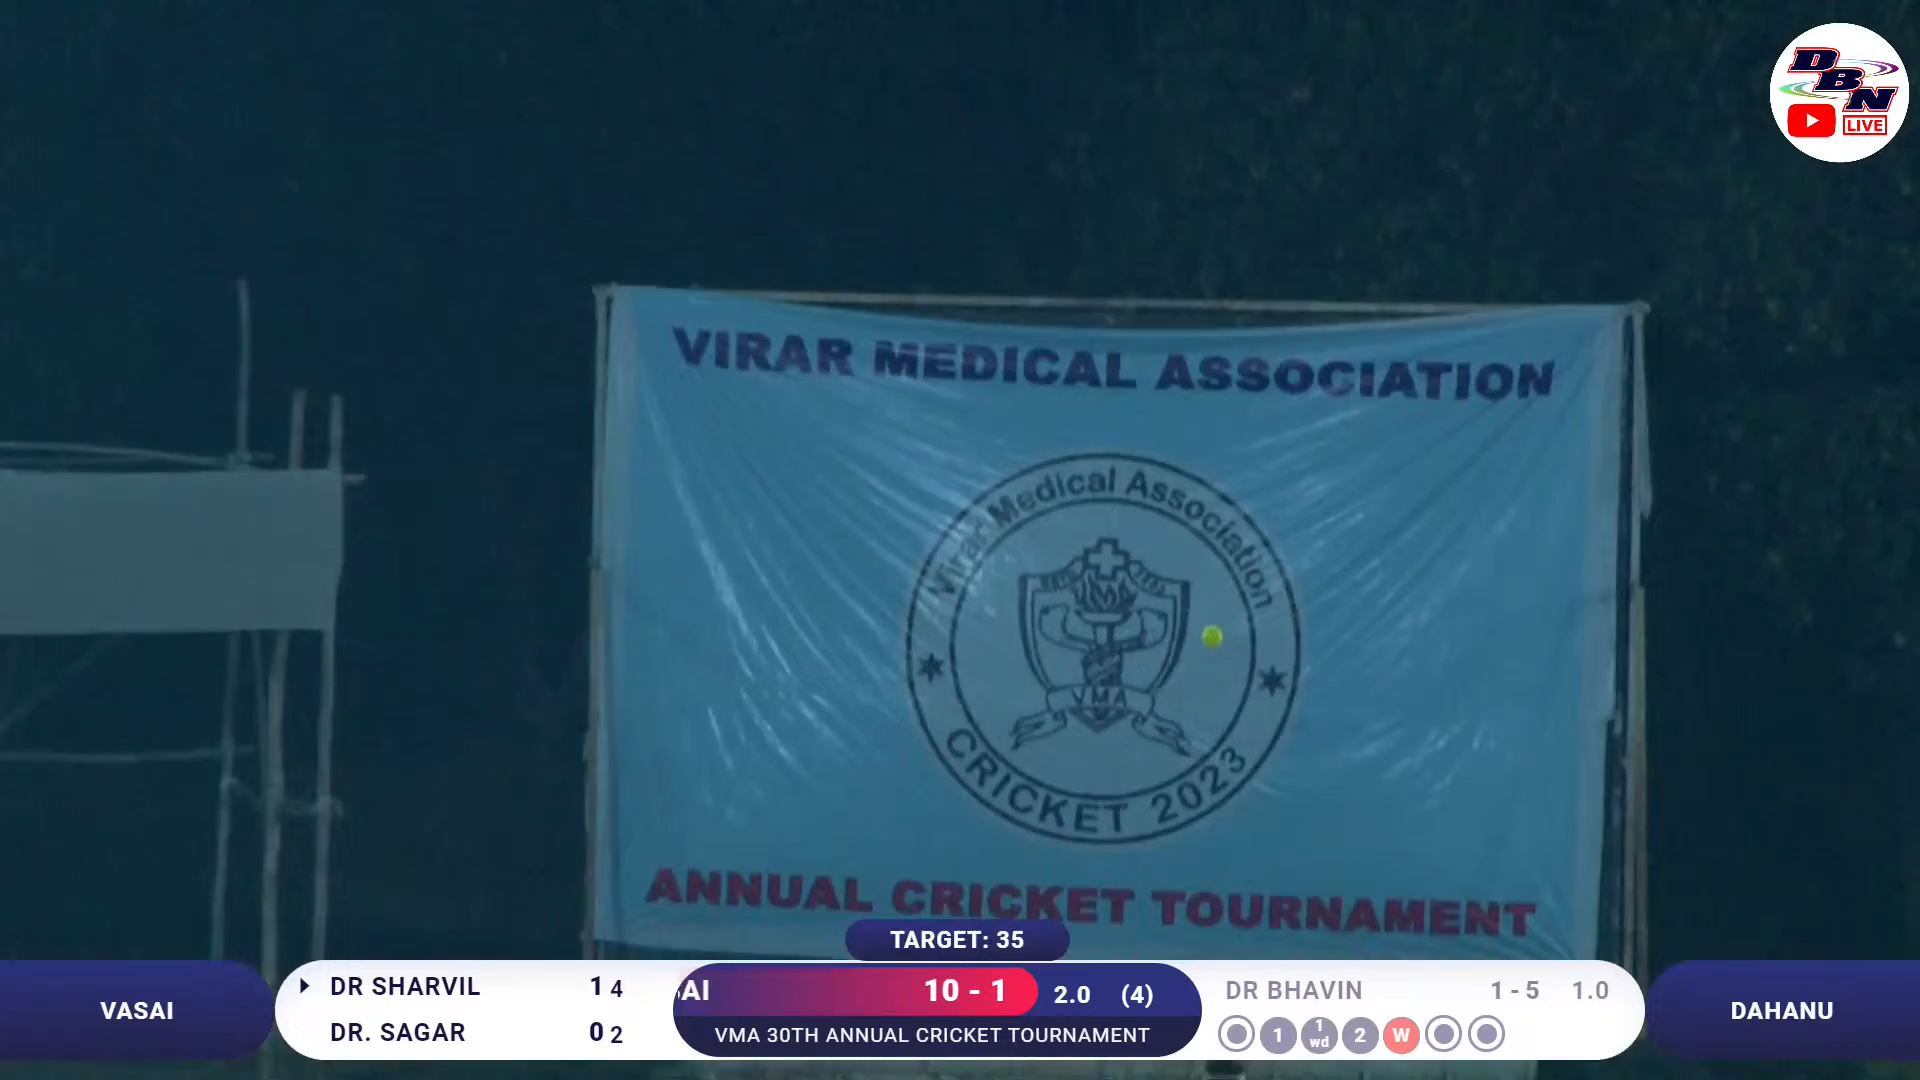 DBN
LIVE
VIRAR MEDICAL ASSOCIATION
Virar Medical Association
VMA
CRICKET 2023
ANNUAL CRICKET TOURNAMENT
TARGET: 35
VASAI
DR SHARVIL 1 4
DR. SAGAR 0 2
AI 10 - 1 2.0 (4)
VMA 30TH ANNUAL CRICKET TOURNAMENT
DR BHAVIN 1 - 5 1.0
1 1 wd 2 W
DAHANU